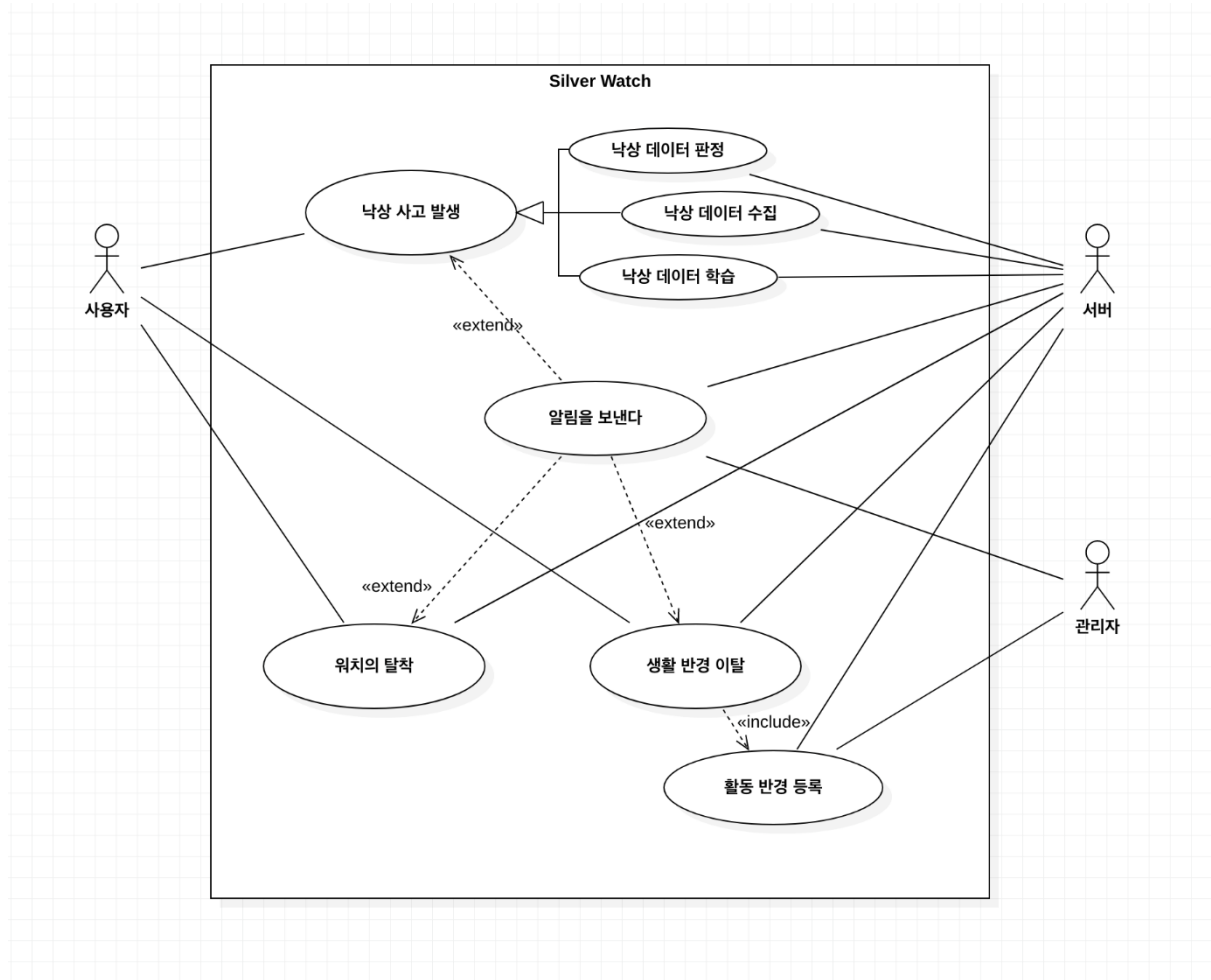 Silver Watch
낙상 데이터 판정
낙상 사고 발생
낙상 데이터 수집
낙상 데이터 학습
사용자
서버
«extend»
알림을 보낸다
«extend»
«extend»
관리자
워치의 탈착
생활 반경 이탈
«include»
활동 반경 등록